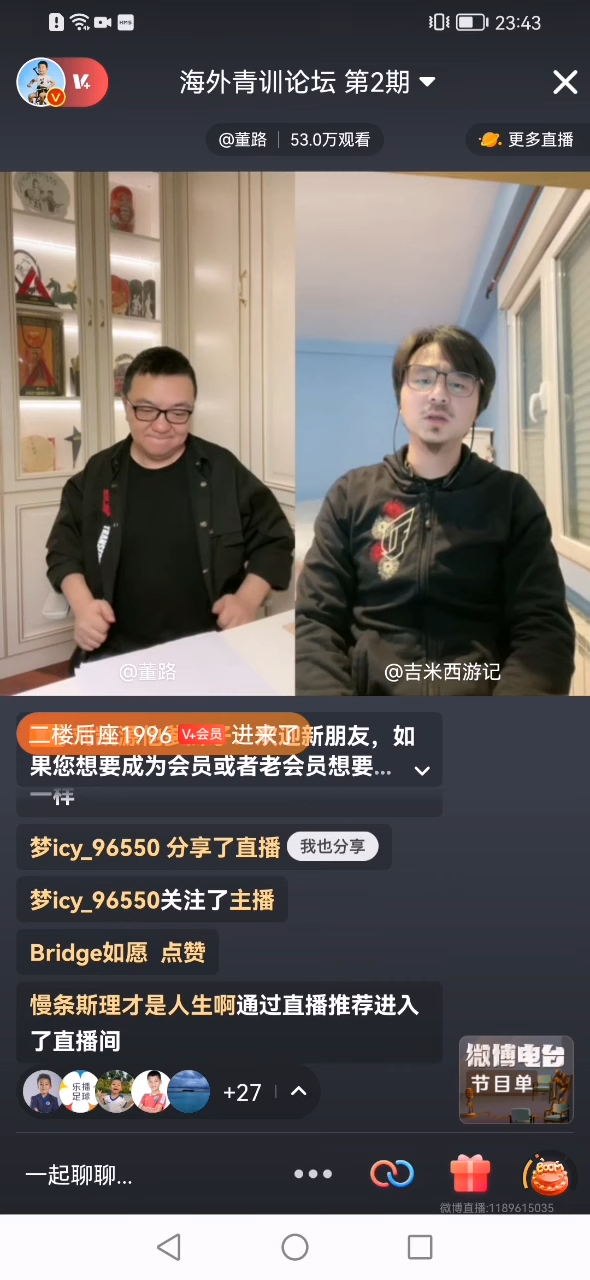 HMS
23:43
V4
V
海外青训论坛 第2期
@董路
53.0万观看
更多直播
@董路
@吉米西游记
二楼后座1996 V+会员 进来了
迎新朋友，如
果您想要成为会员或者老会员想要...
一样
梦icy_96550 分享了直播
我也分享
梦icy_96550关注了主播
Bridge如愿 点赞
慢条斯理才是人生啊通过直播推荐进入
了直播间
乐播
足球
+27
微博电台
节目单
一起聊聊...
BOOM
微博直播:1189615035